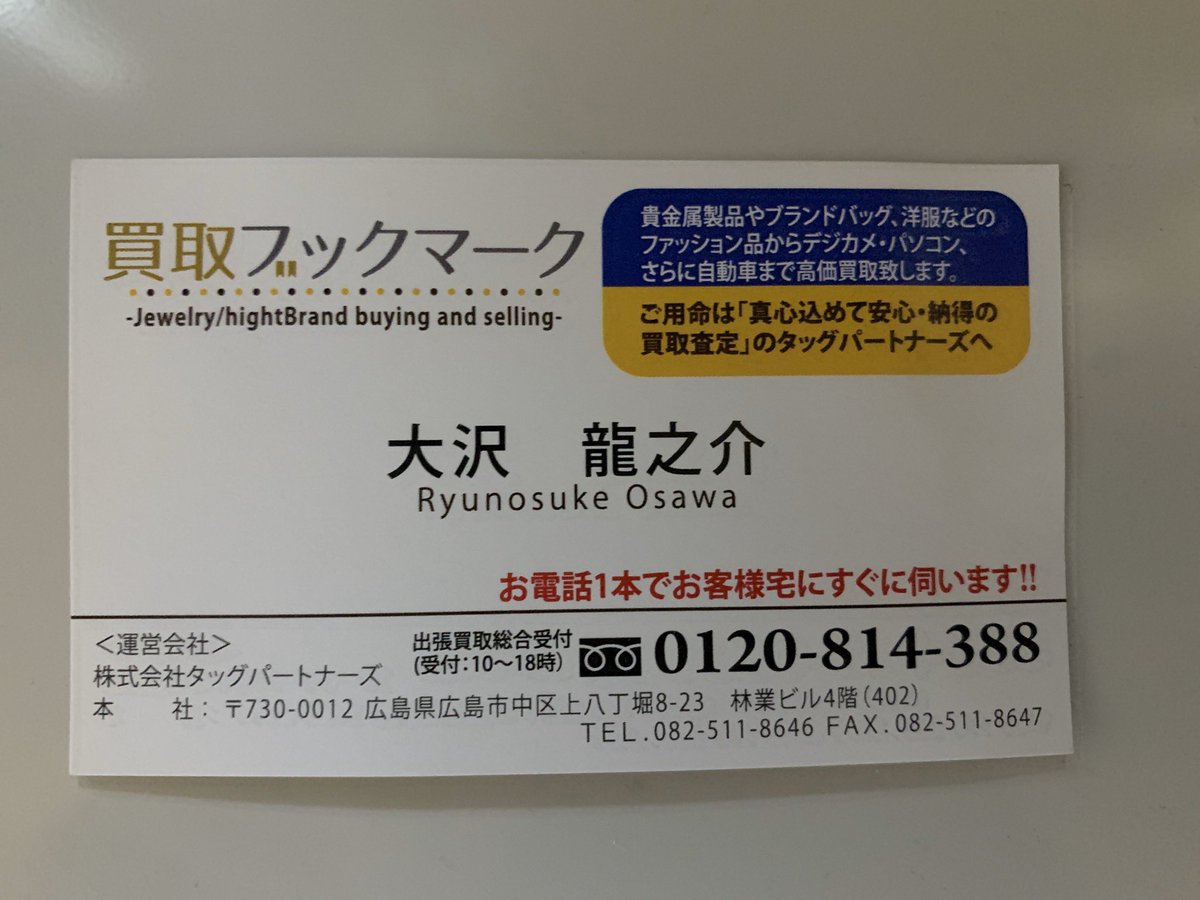 買取ブックマーク
-Jewelry/hightBrand buying and selling-
貴金属製品やブランドバッグ、洋服などの
ファッション品からデジカメ・パソコン、
さらに自動車まで高価買取致します。
ご用命は「真心込めて安心・納得の
買取査定」のタッグパートナーズへ
大沢　龍之介
Ryunosuke Osawa
お電話1本でお客様宅にすぐに伺います!!
＜運営会社＞
株式会社タッグパートナーズ
出張買取総合受付
(受付:10〜18時)
0120-814-388
本　社：〒730-0012 広島県広島市中区上八丁堀8-23　林業ビル4階(402)
TEL.082-511-8646 FAX.082-511-8647